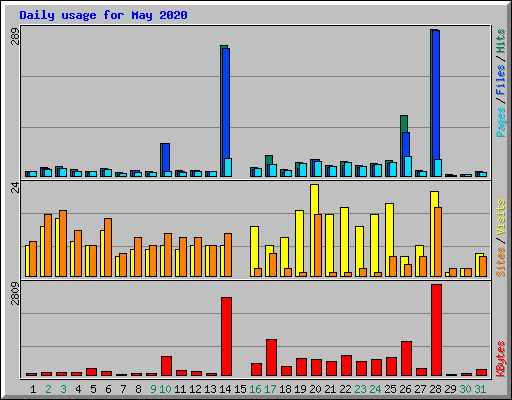 Daily usage for May 2020
289
Pages / Files / Hits
24
Sites / Visits
2809
KBytes
1 2 3 4 5 6 7 8 9 10 11 12 13 14 15 16 17 18 19 20 21 22 23 24 25 26 27 28 29 30 31